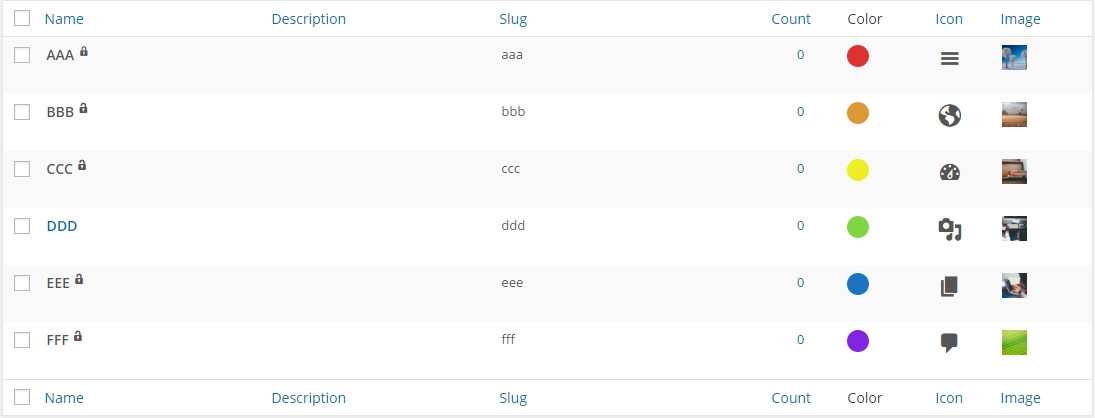 Name Description Slug Count Color Icon Image
AAA aaa 0
BBB bbb 0
CCC ccc 0
DDD ddd 0
EEE eee 0
FFF fff 0
Name Description Slug Count Color Icon Image